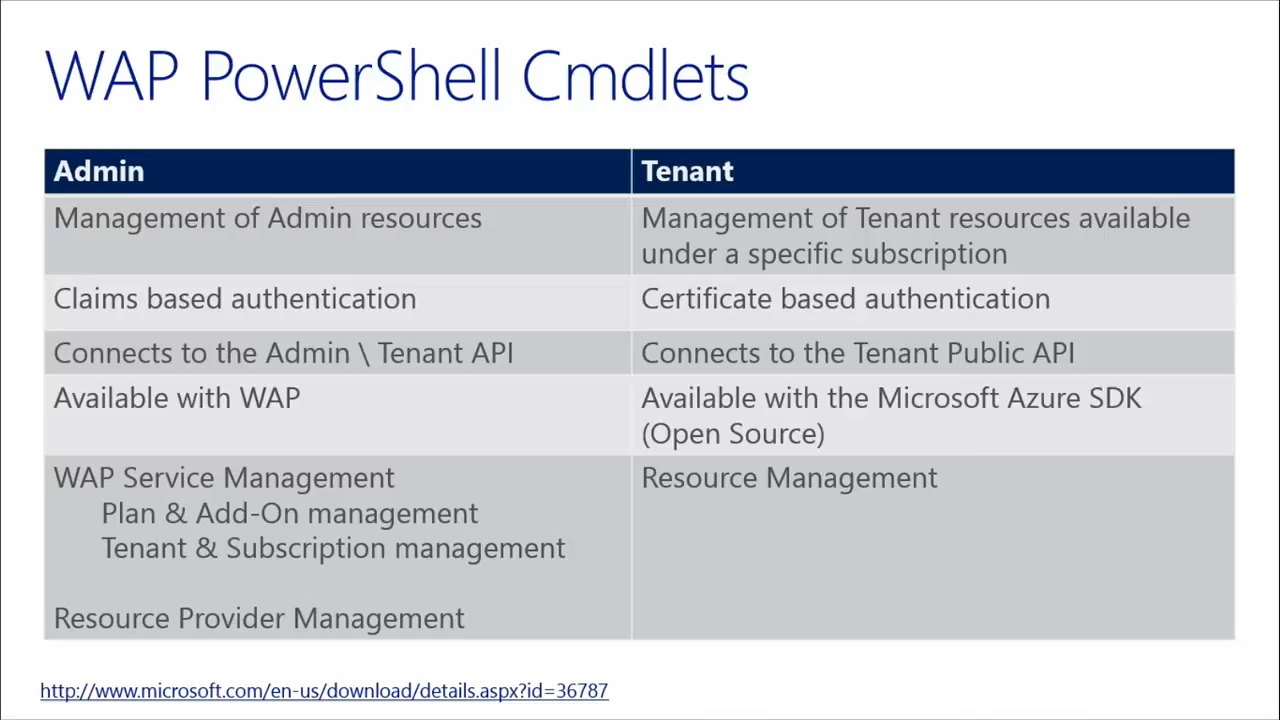 WAP PowerShell Cmdlets
Admin
Tenant
Management of Admin resources
Management of Tenant resources available
under a specific subscription
Claims based authentication
Certificate based authentication
Connects to the Admin \ Tenant API
Connects to the Tenant Public API
Available with WAP
Available with the Microsoft Azure SDK
(Open Source)
WAP Service Management
Plan & Add-On management
Tenant & Subscription management
Resource Provider Management
Resource Management
http://www.microsoft.com/en-us/download/details.aspx?id=36787